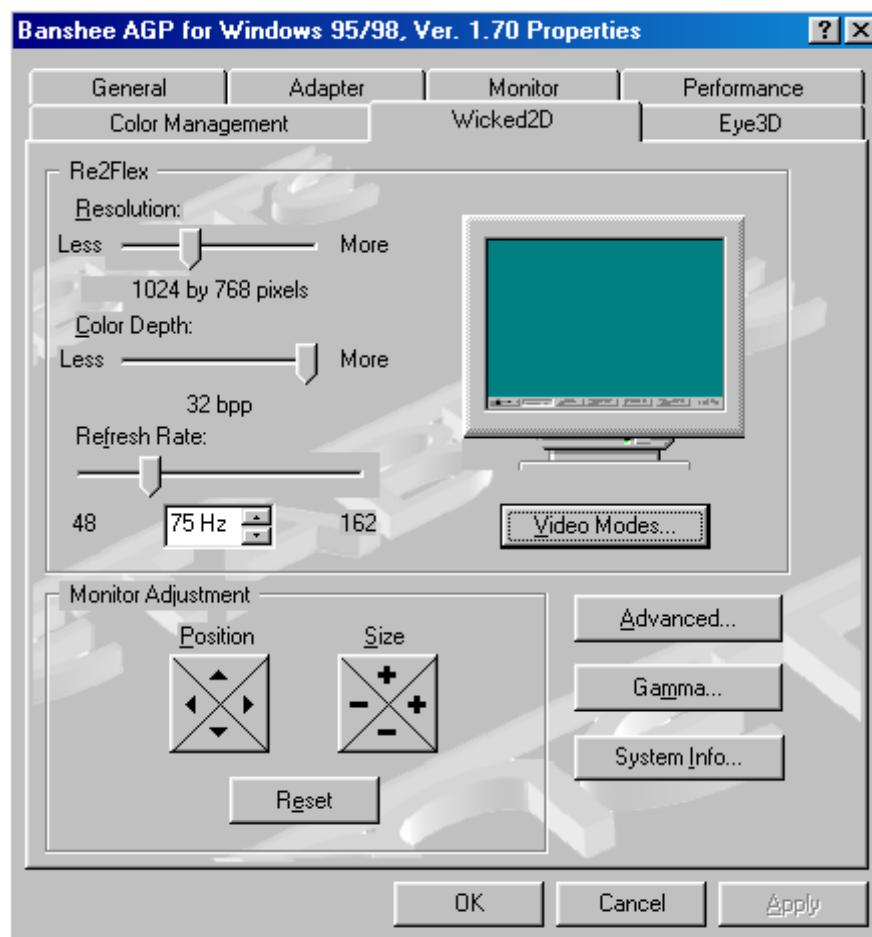 Banshee AGP for Windows 95/98, Ver. 1.70 Properties
General Adapter Monitor Performance
Color Management Wicked2D Eye3D
Re2Flex
Resolution:
Less More
1024 by 768 pixels
Color Depth:
Less More
32 bpp
Refresh Rate:
48 75 Hz 162
Video Modes...
Monitor Adjustment
Position Size
Reset
Advanced...
Gamma...
System Info...
OK Cancel Apply